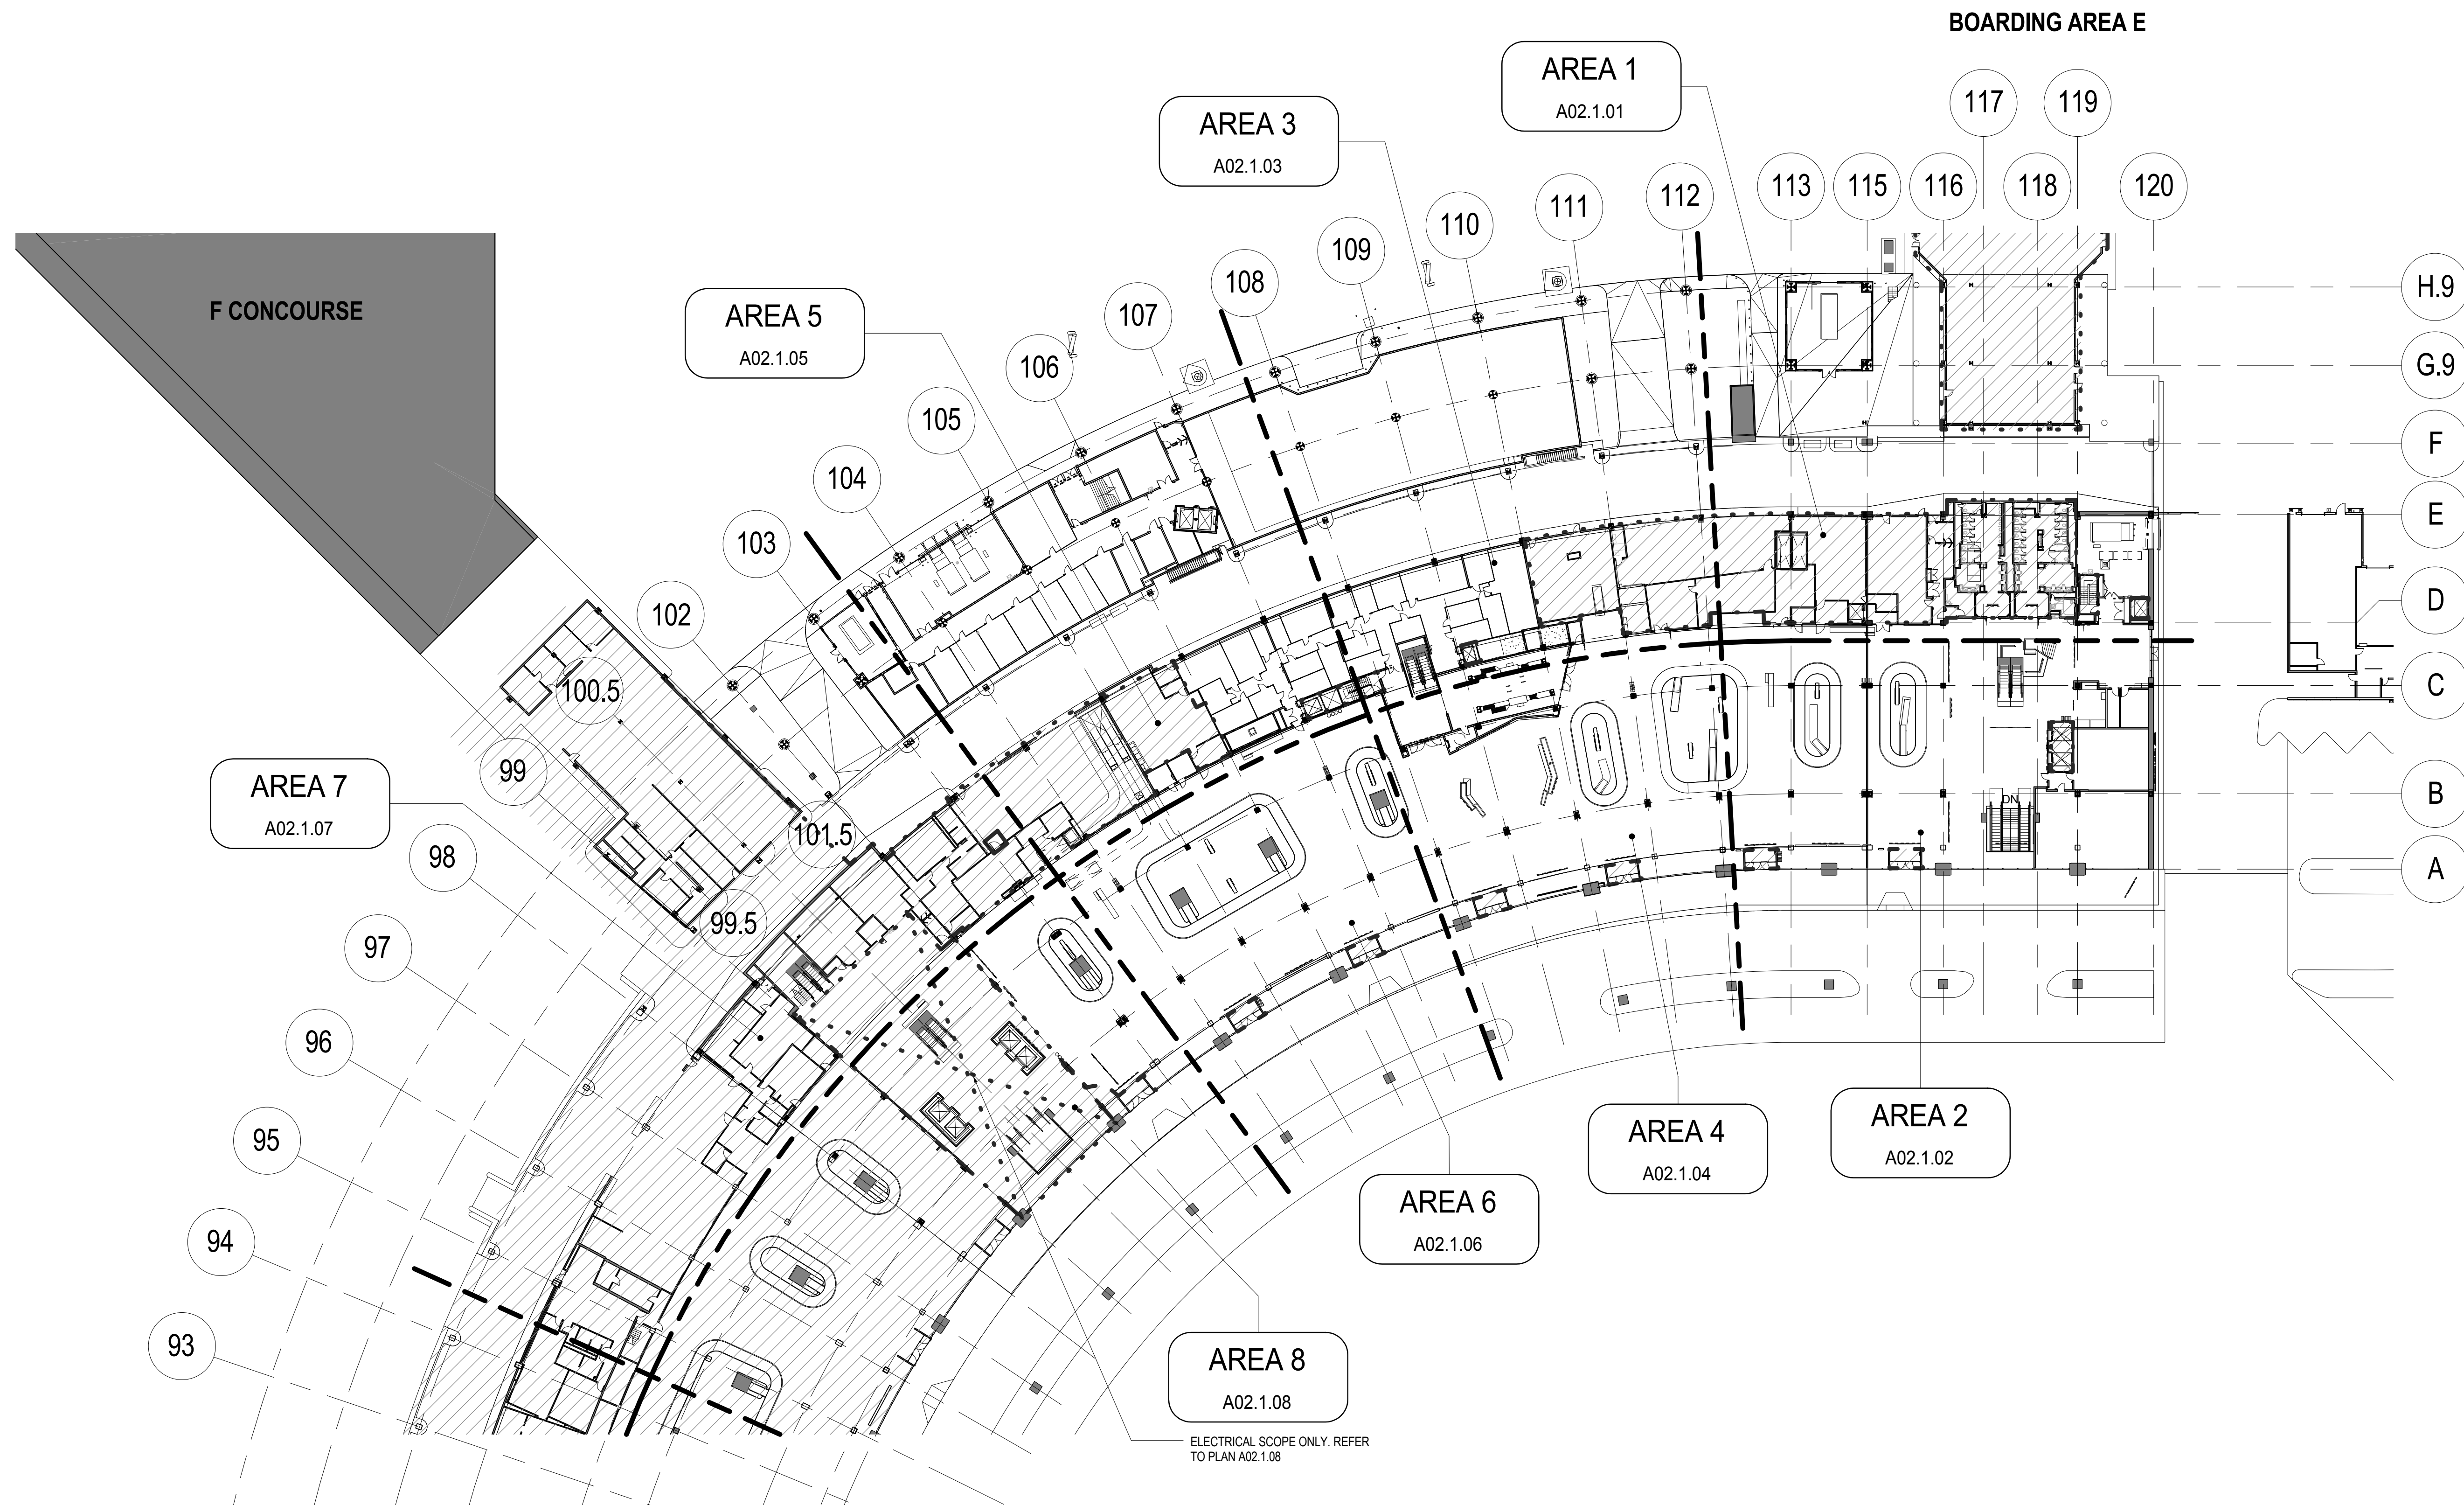 BOARDING AREA E
AREA 1
A02.1.01
AREA 3
A02.1.03
117
119
113
115
116
118
120
112
111
110
109
108
107
106
105
104
103
102
H.9
G.9
F
E
D
C
B
A
F CONCOURSE
AREA 5
A02.1.05
100.5
99
101.5
99.5
AREA 7
A02.1.07
98
97
96
95
94
93
DN
AREA 2
A02.1.02
AREA 4
A02.1.04
AREA 6
A02.1.06
AREA 8
A02.1.08
ELECTRICAL SCOPE ONLY. REFER
TO PLAN A02.1.08